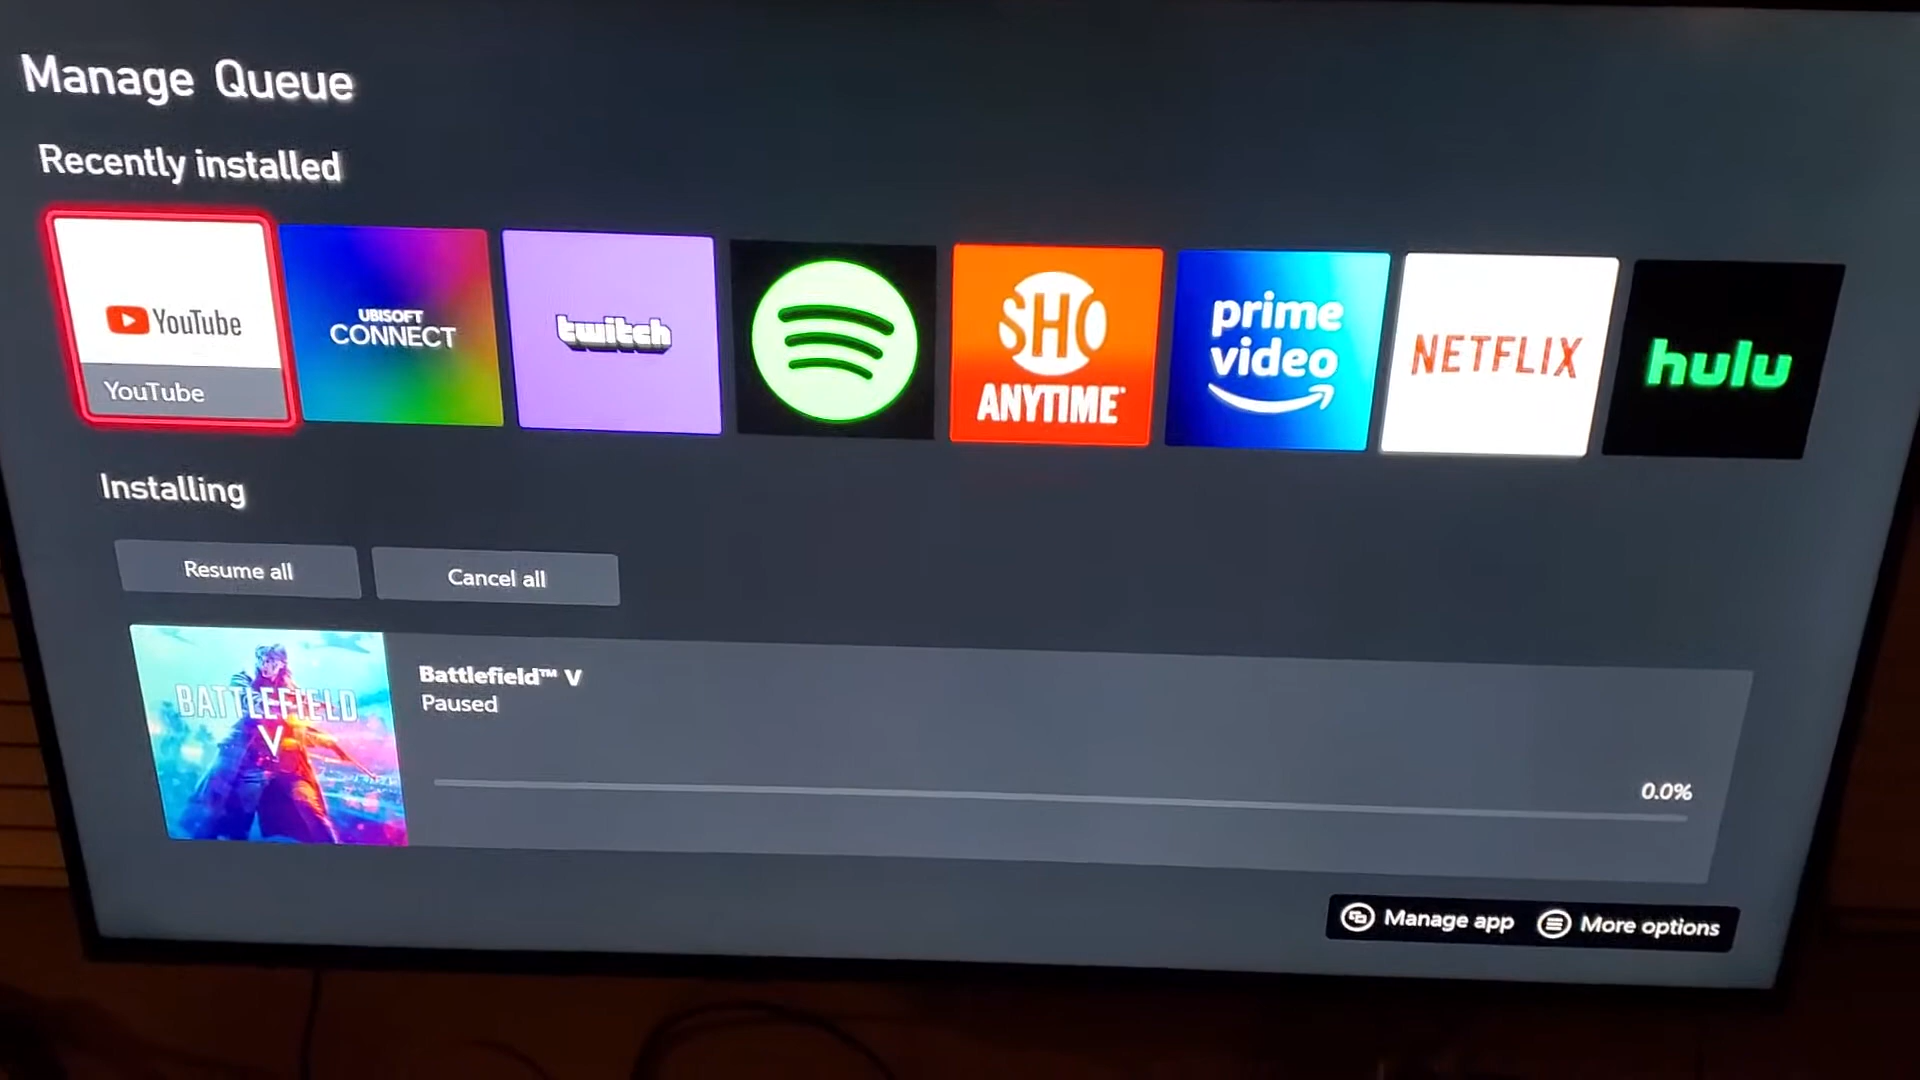 Manage Queue
Recently installed
YouTube
YouTube
UBISOFT
CONNECT
twitch
SHO
ANYTIME
prime
video
NETFLIX
hulu
Installing
Resume all
Cancel all
BATTLEFIELD
V
Battlefield™ V
Paused
0.0%
Manage app
More options